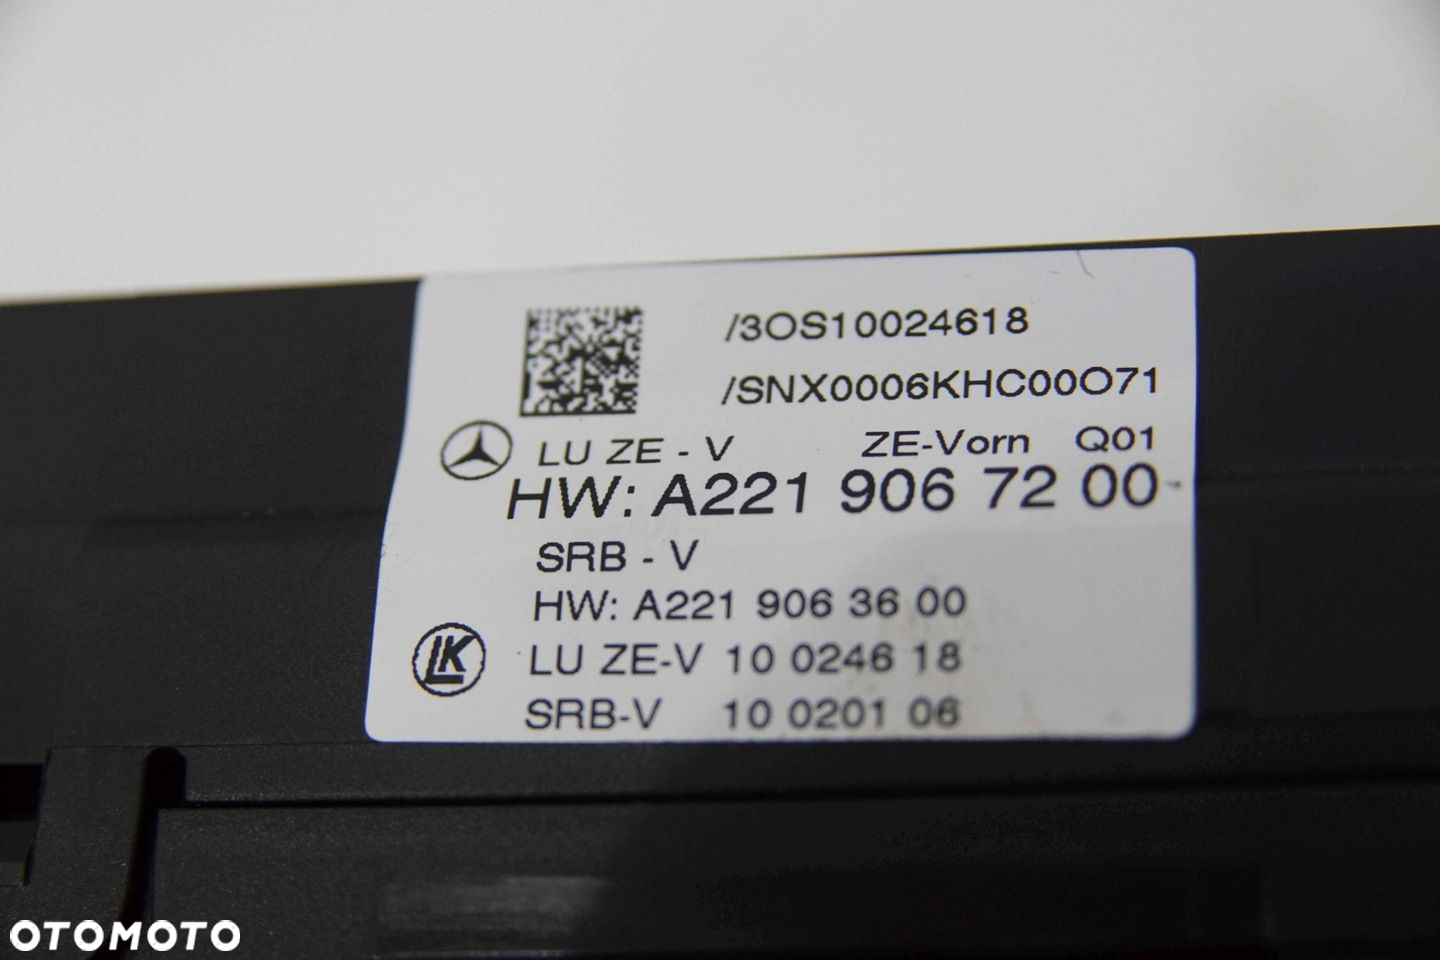 /3OS10024618
/SNX0006KHC00O71
LU ZE - V ZE-Vorn Q01
HW: A221 906 72 00
SRB - V
HW: A221 906 36 00
LK
LU ZE-V 10 0246 18
SRB-V 10 0201 06
OTOMOTO